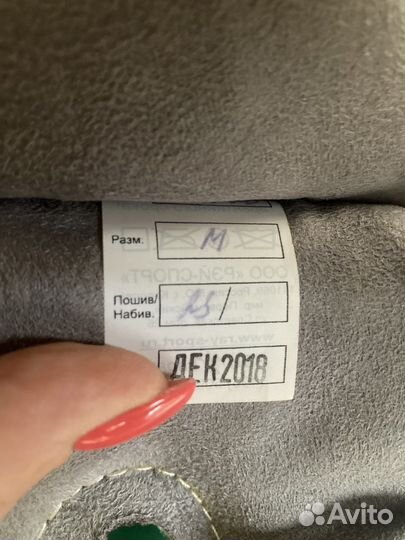 Разм. М
ООО «РЭЙ-СПОРТ»
Пошив/ 25 /
Набив.
www.ray-sport.ru
ДЕК2018
Avito